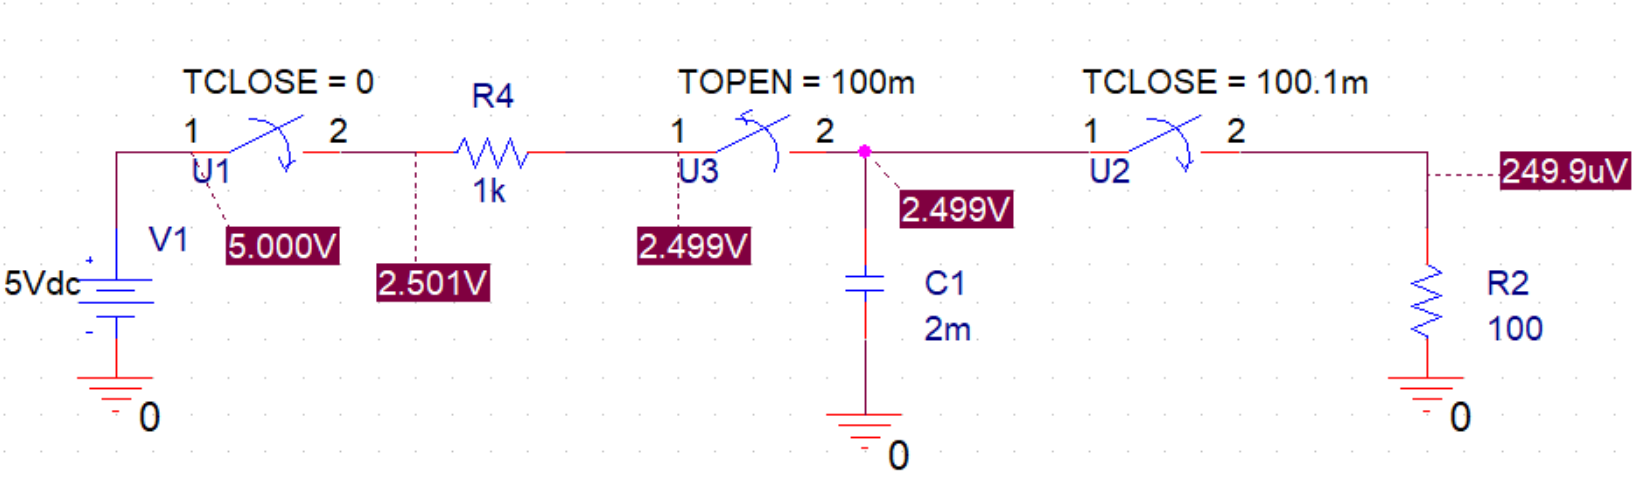 TCLOSE = 0
R4
TOPEN = 100m
TCLOSE = 100.1m
1
2
1
2
1
2
U1
1k
U3
U2
249.9uV
2.499V
V1
5.000V
2.499V
+
5Vdc
2.501V
C1
R2
-
2m
100
0
0
0